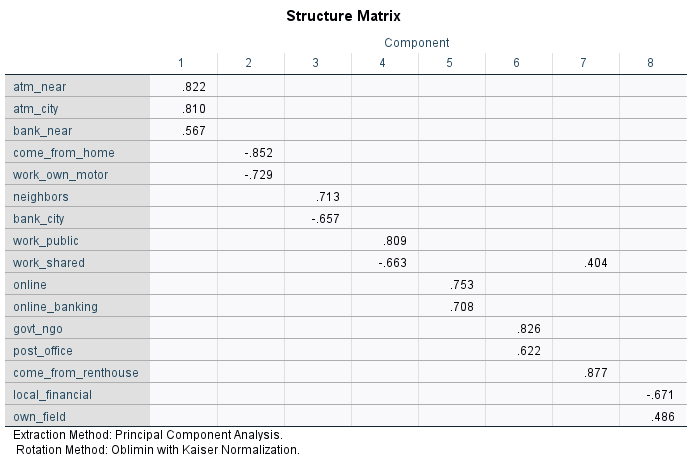 Structure Matrix
Component
1 2 3 4 5 6 7 8
atm_near .822
atm_city .810
bank_near .567
come_from_home -.852
work_own_motor -.729
neighbors .713
bank_city -.657
work_public .809
work_shared -.663 .404
online .753
online_banking .708
govt_ngo .826
post_office .622
come_from_renthouse .877
local_financial -.671
own_field .486
Extraction Method: Principal Component Analysis.
Rotation Method: Oblimin with Kaiser Normalization.